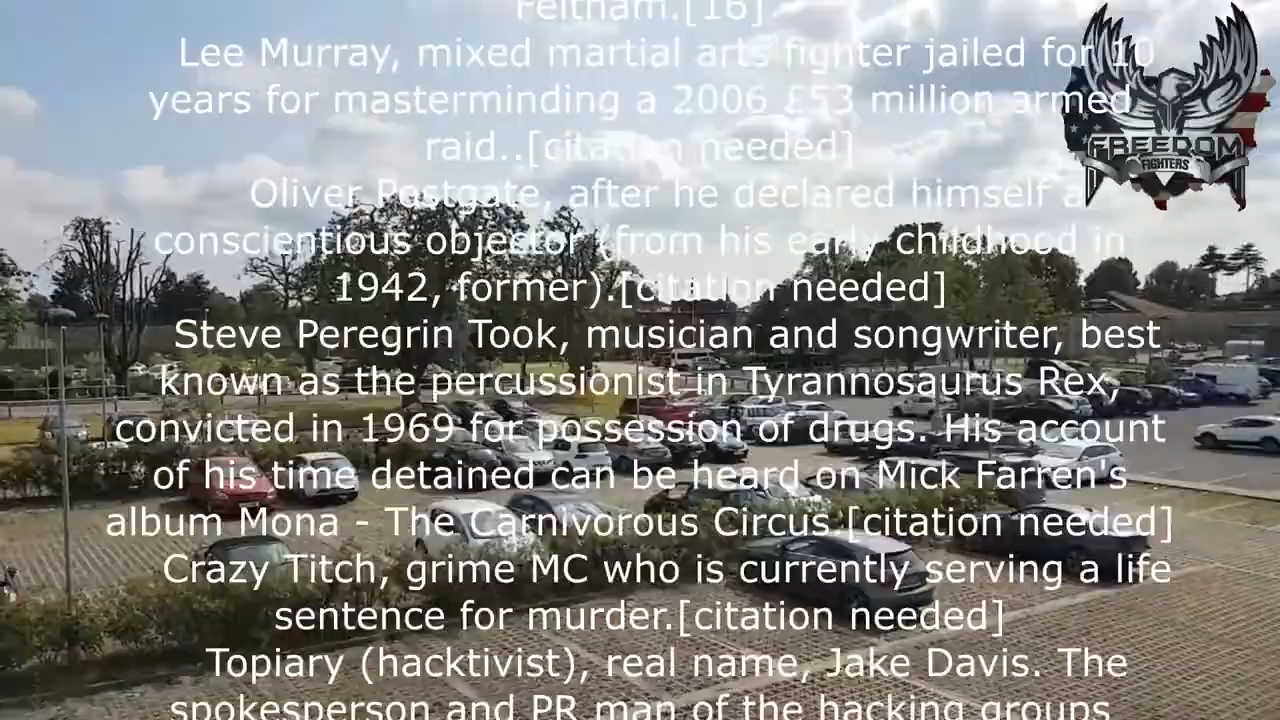 Feltham.[16]
Lee Murray, mixed martial arts fighter jailed for 10
years for masterminding a 2006 £53 million armed
raid..[citation needed]
Oliver Postgate, after he declared himself a
conscientious objector (from his early childhood in
1942, former).[citation needed]
Steve Peregrin Took, musician and songwriter, best
known as the percussionist in Tyrannosaurus Rex,
convicted in 1969 for possession of drugs. His account
of his time detained can be heard on Mick Farren's
album Mona - The Carnivorous Circus.[citation needed]
Crazy Titch, grime MC who is currently serving a life
sentence for murder.[citation needed]
Topiary (hacktivist), real name, Jake Davis. The
spokesperson and PR man of the hacking groups
FREEDOM
FIGHTERS